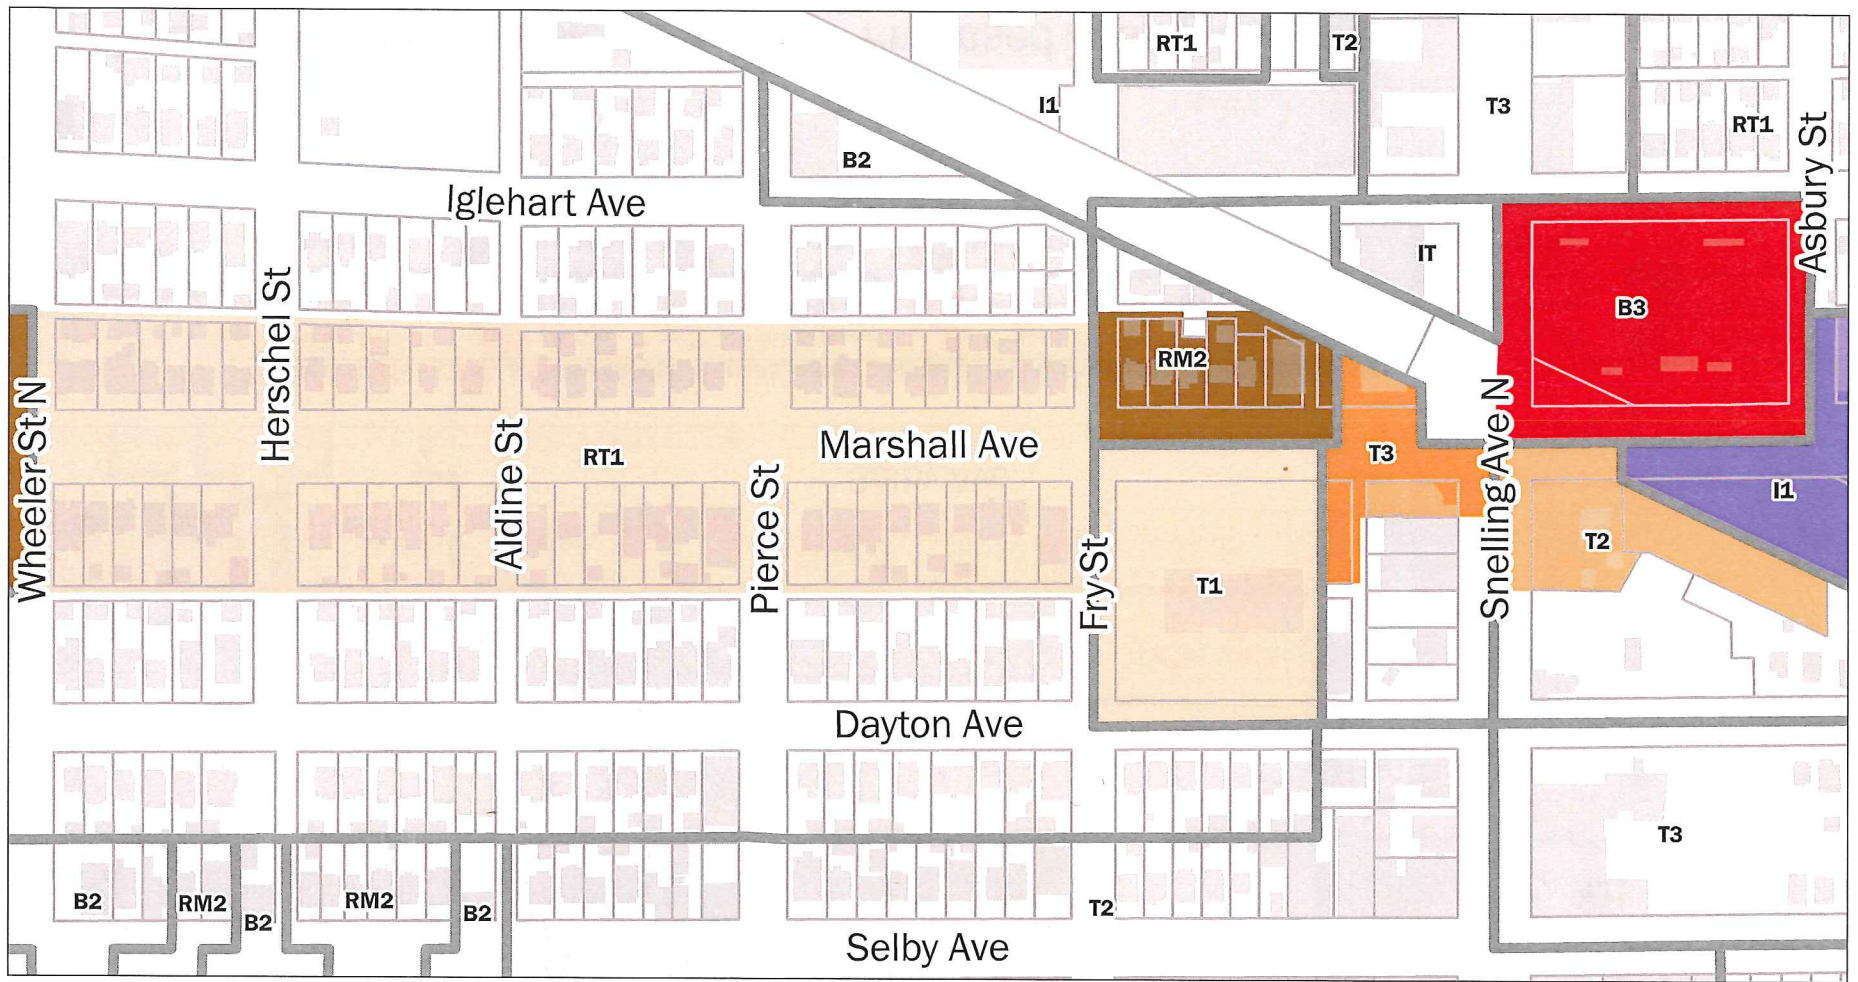 RT1
T2
I1
T3
RT1
B2
Asbury St
Iglehart Ave
IT
B3
Herschel St
RM2
Wheeler St N
Aldine St
RT1
Marshall Ave
Pierce St
T3
Snelling Ave N
I1
Fry St
T1
T2
Dayton Ave
T3
B2
RM2
B2
RM2
B2
T2
Selby Ave